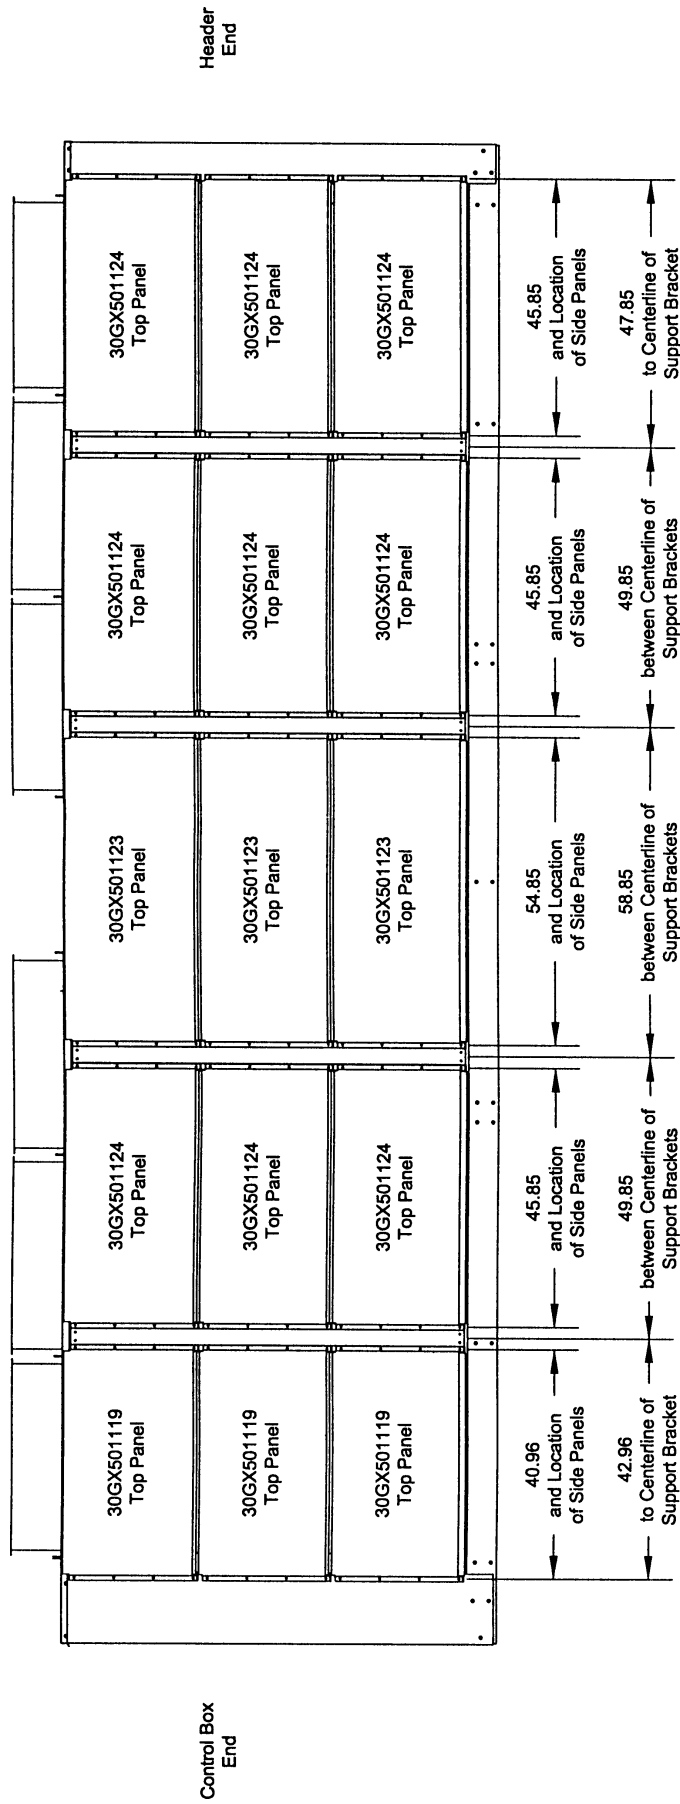 Control Box
End
Header
End
30GX501119
Top Panel
30GX501124
Top Panel
30GX501123
Top Panel
30GX501124
Top Panel
30GX501124
Top Panel
30GX501119
Top Panel
30GX501124
Top Panel
30GX501123
Top Panel
30GX501124
Top Panel
30GX501124
Top Panel
30GX501119
Top Panel
30GX501124
Top Panel
30GX501123
Top Panel
30GX501124
Top Panel
30GX501124
Top Panel
40.96
and Location
of Side Panels
45.85
and Location
of Side Panels
54.85
and Location
of Side Panels
45.85
and Location
of Side Panels
45.85
and Location
of Side Panels
42.96
to Centerline of
Support Bracket
49.85
between Centerline of
Support Brackets
58.85
between Centerline of
Support Brackets
49.85
between Centerline of
Support Brackets
47.85
to Centerline of
Support Bracket